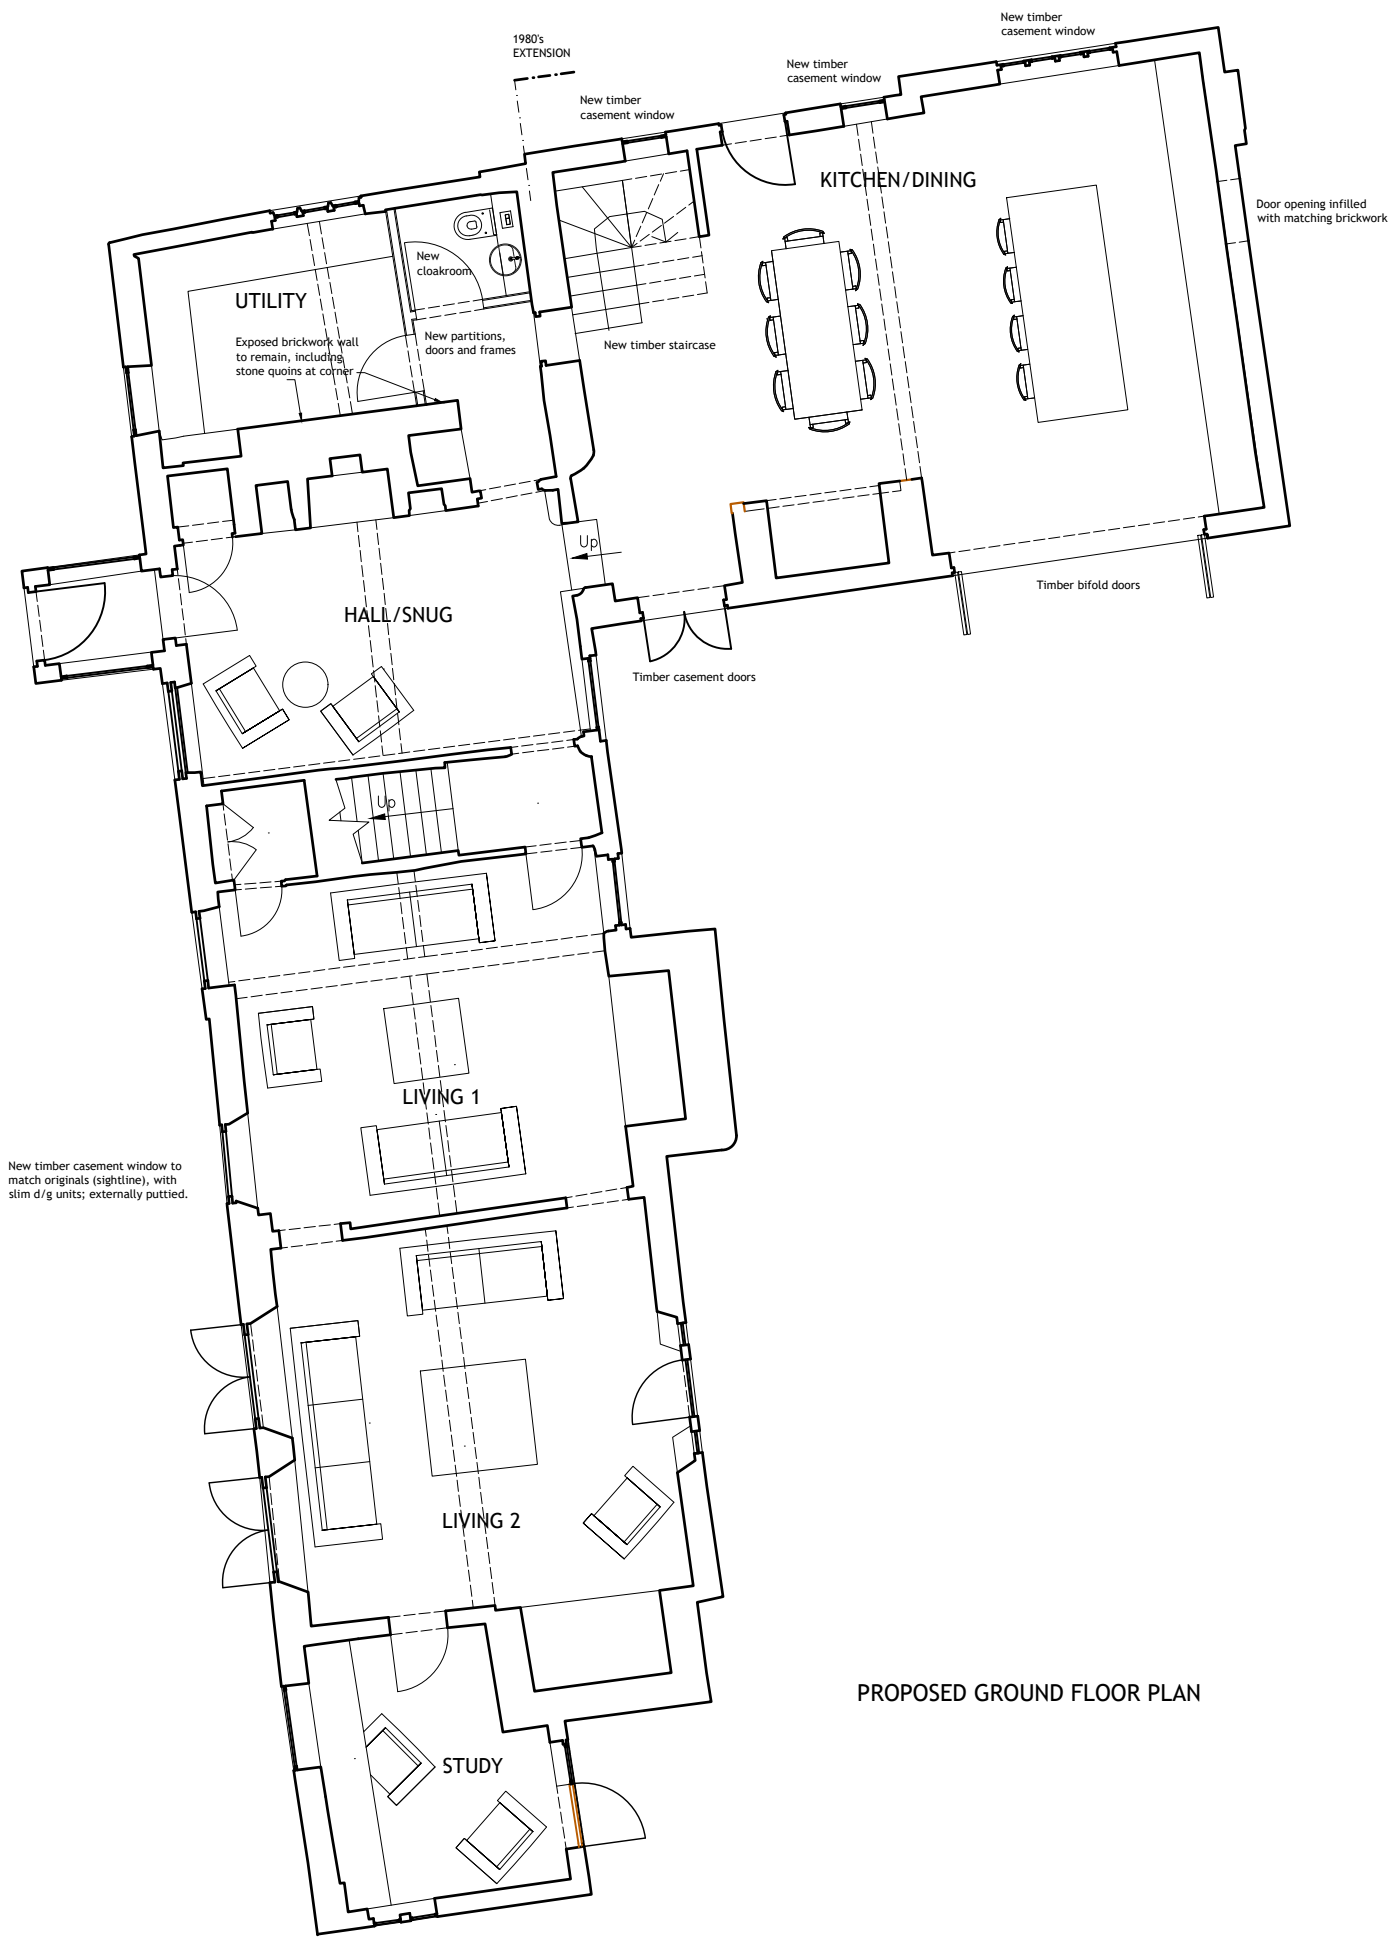 New timber
casement window
1980's
EXTENSION
New timber
casement window
New timber
casement window
KITCHEN/DINING
Door opening infilled
with matching brickwork
New
cloakroom
UTILITY
Exposed brickwork wall
to remain, including
stone quoins at corner
New partitions,
doors and frames
New timber staircase
Up
Timber bifold doors
HALL/SNUG
Timber casement doors
Up
LIVING 1
New timber casement window to
match originals (sightline), with
slim d/g units; externally puttied.
LIVING 2
PROPOSED GROUND FLOOR PLAN
STUDY